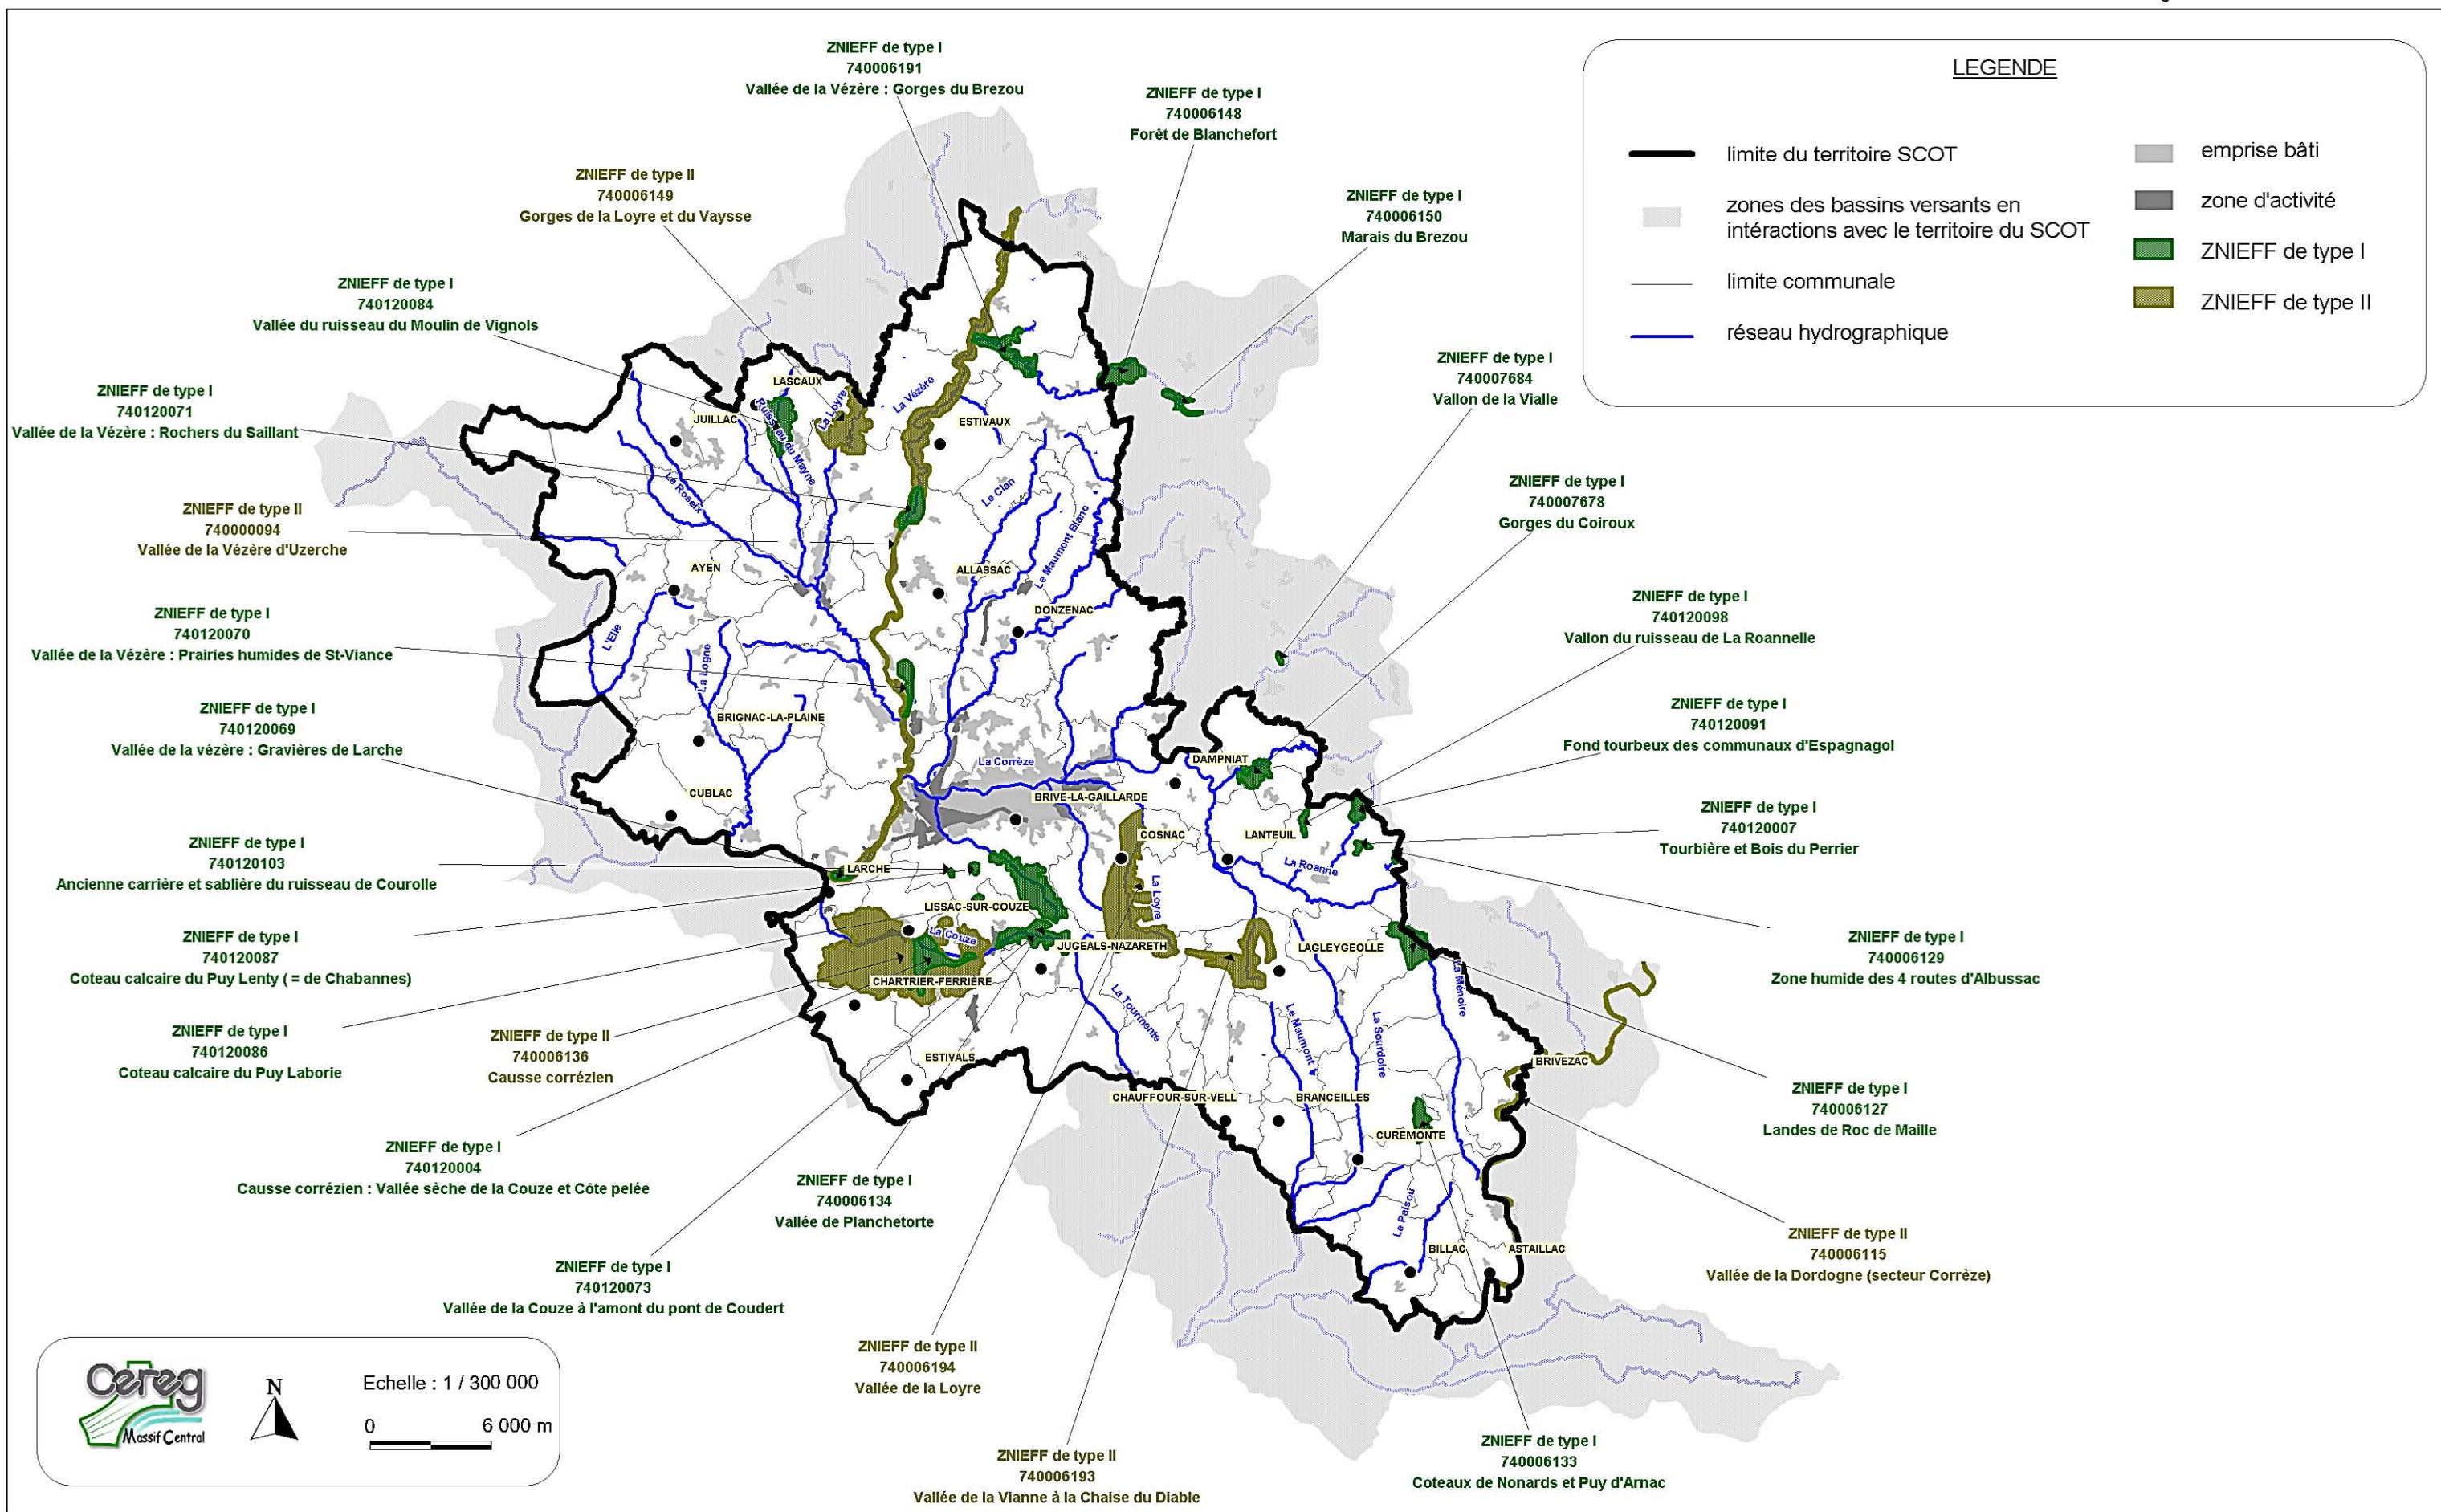 ZNIEFF de type I
740006191
Vallée de la Vézère : Gorges du Brezou
ZNIEFF de type I
740006148
Forêt de Blanchefort
ZNIEFF de type II
740006149
Gorges de la Loyre et du Vaysse
ZNIEFF de type I
740006150
Marais du Brezou
ZNIEFF de type I
740120084
Vallée du ruisseau du Moulin de Vignols
ZNIEFF de type I
740007684
Vallon de la Vialle
ZNIEFF de type I
740120071
Vallée de la Vézère : Rochers du Saillant
ZNIEFF de type I
740007678
Gorges du Coiroux
ZNIEFF de type II
740000094
Vallée de la Vézère d'Uzerche
ZNIEFF de type I
740120098
Vallon du ruisseau de La Roannelle
ZNIEFF de type I
740120070
Vallée de la Vézère : Prairies humides de St-Viance
ZNIEFF de type I
740120091
Fond tourbeux des communaux d'Espagnagol
ZNIEFF de type I
740120069
Vallée de la vézère : Gravières de Larche
ZNIEFF de type I
740120007
Tourbière et Bois du Perrier
ZNIEFF de type I
740120103
Ancienne carrière et sablière du ruisseau de Courolle
ZNIEFF de type I
740006129
Zone humide des 4 routes d'Albussac
ZNIEFF de type I
740120087
Coteau calcaire du Puy Lenty ( = de Chabannes)
ZNIEFF de type I
740120086
Coteau calcaire du Puy Laborie
ZNIEFF de type II
740006136
Causse corrézien
ZNIEFF de type I
740006127
Landes de Roc de Maille
ZNIEFF de type I
740120004
Causse corrézien : Vallée sèche de la Couze et Côte pelée
ZNIEFF de type I
740006134
Vallée de Planchetorte
ZNIEFF de type II
740006115
Vallée de la Dordogne (secteur Corrèze)
ZNIEFF de type I
740120073
Vallée de la Couze à l'amont du pont de Coudert
ZNIEFF de type II
740006194
Vallée de la Loyre
ZNIEFF de type II
740006193
Vallée de la Vianne à la Chaise du Diable
ZNIEFF de type I
740006133
Coteaux de Nonards et Puy d'Arnac
LEGENDE
limite du territoire SCOT
zones des bassins versants en
intéractions avec le territoire du SCOT
limite communale
réseau hydrographique
emprise bâti
zone d'activité
ZNIEFF de type I
ZNIEFF de type II
LASCAUX
JUILLAC
ESTIVAUX
AYEN
ALLASSAC
DONZENAC
BRIGNAC-LA-PLAINE
CUBLAC
DAMPNIAT
BRIVE-LA-GAILLARDE
COSNAC
LANTEUIL
LARCHE
LISSAC-SUR-COUZE
JUGEALS-NAZARETH
LAGLEYGEOLLE
CHARTRIER-FERRIÈRE
ESTIVALS
BRIVEZAC
CHAUFFOUR-SUR-VELL
BRANCEILLES
CUREMONTE
BILLAC
ASTAILLAC
La Vézère
La Loyre
Ruisseau du Mayne
Le Roseix
Le Clan
Le Maumont Blanc
L'Elle
La Logne
La Corrèze
La Roanne
La Loyre
La Couze
La Tourmente
Le Maumont
La Sourdoire
La Ménoire
Le Palsou
Cereg
Massif Central
N
Echelle : 1 / 300 000
0 6 000 m